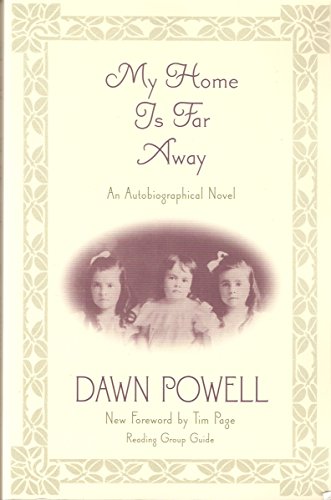 My Home
Is Far
Away
An Autobiographical Novel
DAWN POWELL
New Foreword by Tim Page
Reading Group Guide